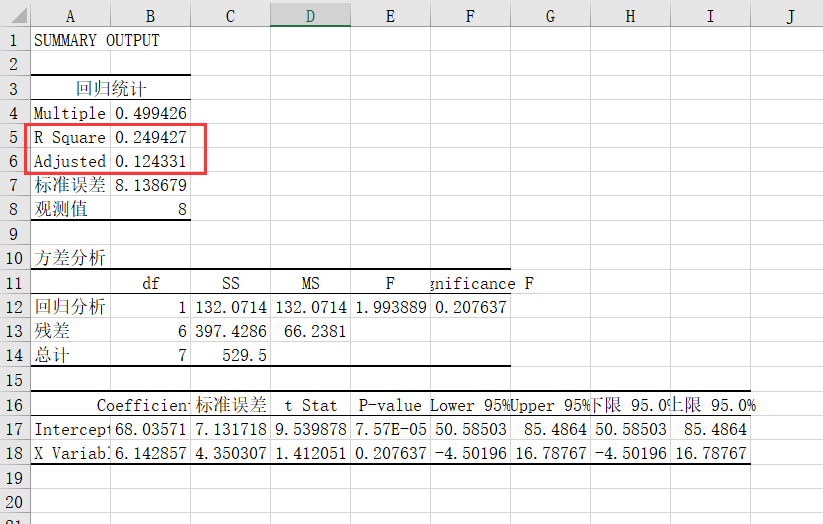 A B C D E F G H I J
1 SUMMARY OUTPUT
2
3 回归统计
4 Multiple 0.499426
5 R Square 0.249427
6 Adjusted 0.124331
7 标准误差 8.138679
8 观测值 8
9
10 方差分析
11 df SS MS F gnificance F
12 回归分析 1 132.0714 132.0714 1.993889 0.207637
13 残差 6 397.4286 66.2381
14 总计 7 529.5
15
16 Coefficien 标准误差 t Stat P-value Lower 95% Upper 95% 下限 95.0% 上限 95.0%
17 Intercept 68.03571 7.131718 9.539878 7.57E-05 50.58503 85.4864 50.58503 85.4864
18 X Variabl 6.142857 4.350307 1.412051 0.207637 -4.50196 16.78767 -4.50196 16.78767
19
20